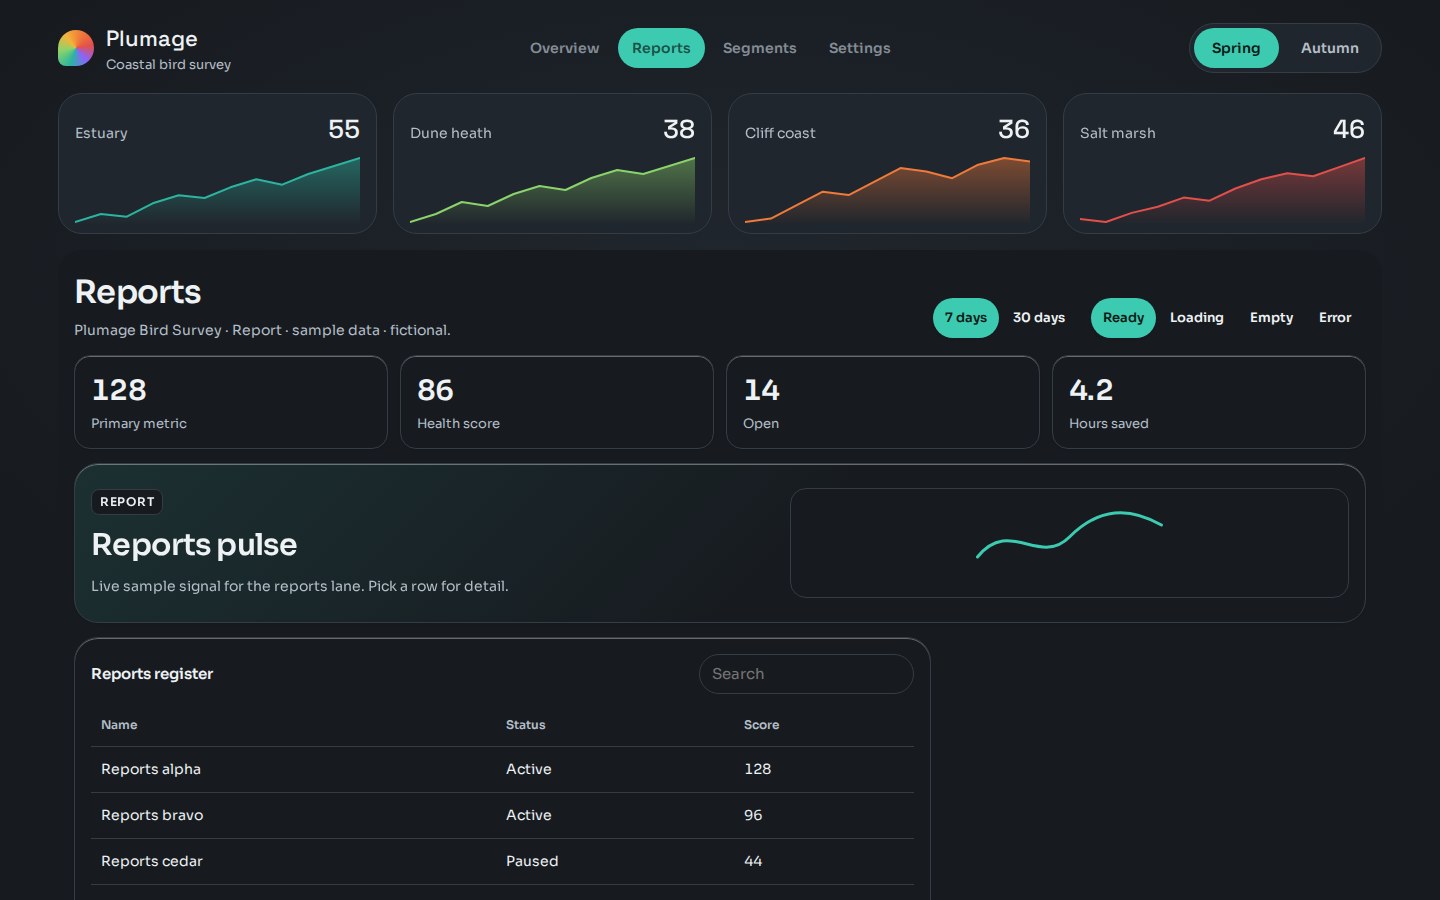 Plumage
Coastal bird survey
Overview Reports Segments Settings
Spring Autumn
Estuary 55
Dune heath 38
Cliff coast 36
Salt marsh 46
Reports
Plumage Bird Survey · Report · sample data · fictional.
7 days 30 days Ready Loading Empty Error
128
Primary metric
86
Health score
14
Open
4.2
Hours saved
REPORT
Reports pulse
Live sample signal for the reports lane. Pick a row for detail.
Reports register
Search
Name Status Score
Reports alpha Active 128
Reports bravo Active 96
Reports cedar Paused 44